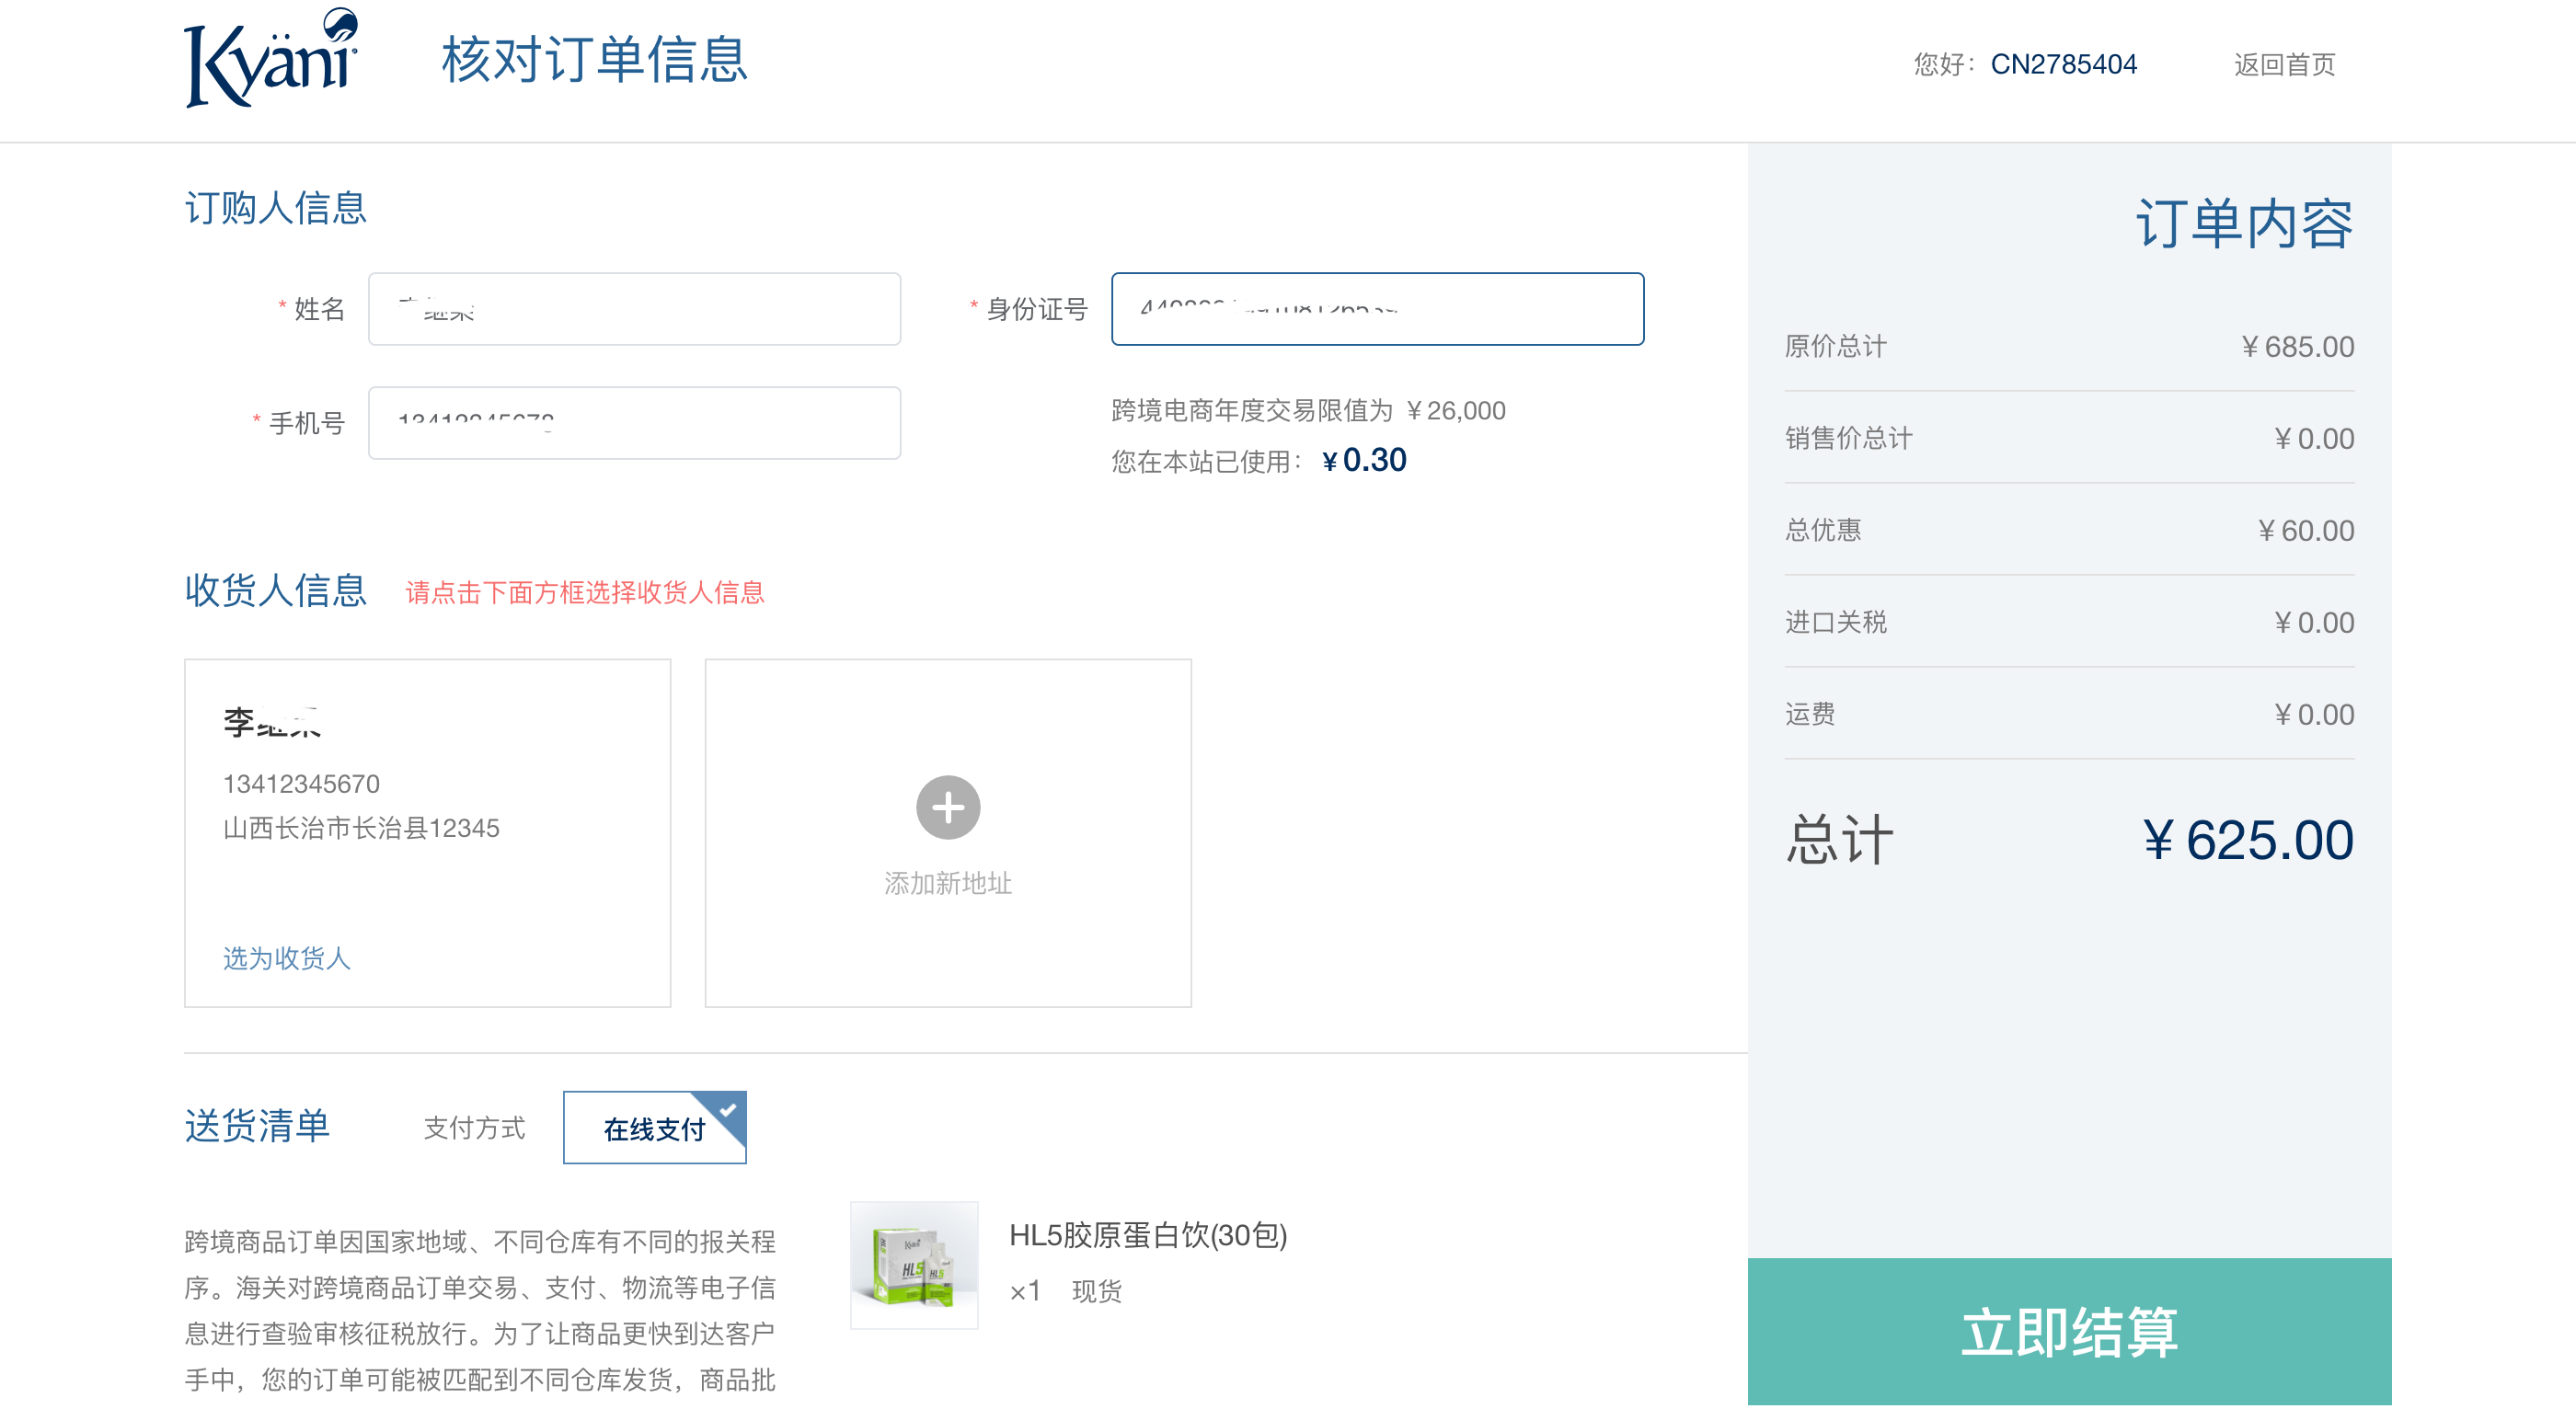 Kyäni
核对订单信息
您好：CN2785404
返回首页
订购人信息
* 姓名
* 身份证号
* 手机号
跨境电商年度交易限值为 ¥26,000
您在本站已使用：¥0.30
收货人信息 请点击下面方框选择收货人信息
李
13412345670
山西长治市长治县12345
选为收货人
添加新地址
送货清单 支付方式 在线支付
跨境商品订单因国家地域、不同仓库有不同的报关程
序。海关对跨境商品订单交易、支付、物流等电子信
息进行查验审核征税放行。为了让商品更快到达客户
手中，您的订单可能被匹配到不同仓库发货，商品批
Kyäni
HL5
HL5
HL5胶原蛋白饮(30包)
×1 现货
订单内容
原价总计 ¥685.00
销售价总计 ¥0.00
总优惠 ¥60.00
进口关税 ¥0.00
运费 ¥0.00
总计 ¥625.00
立即结算